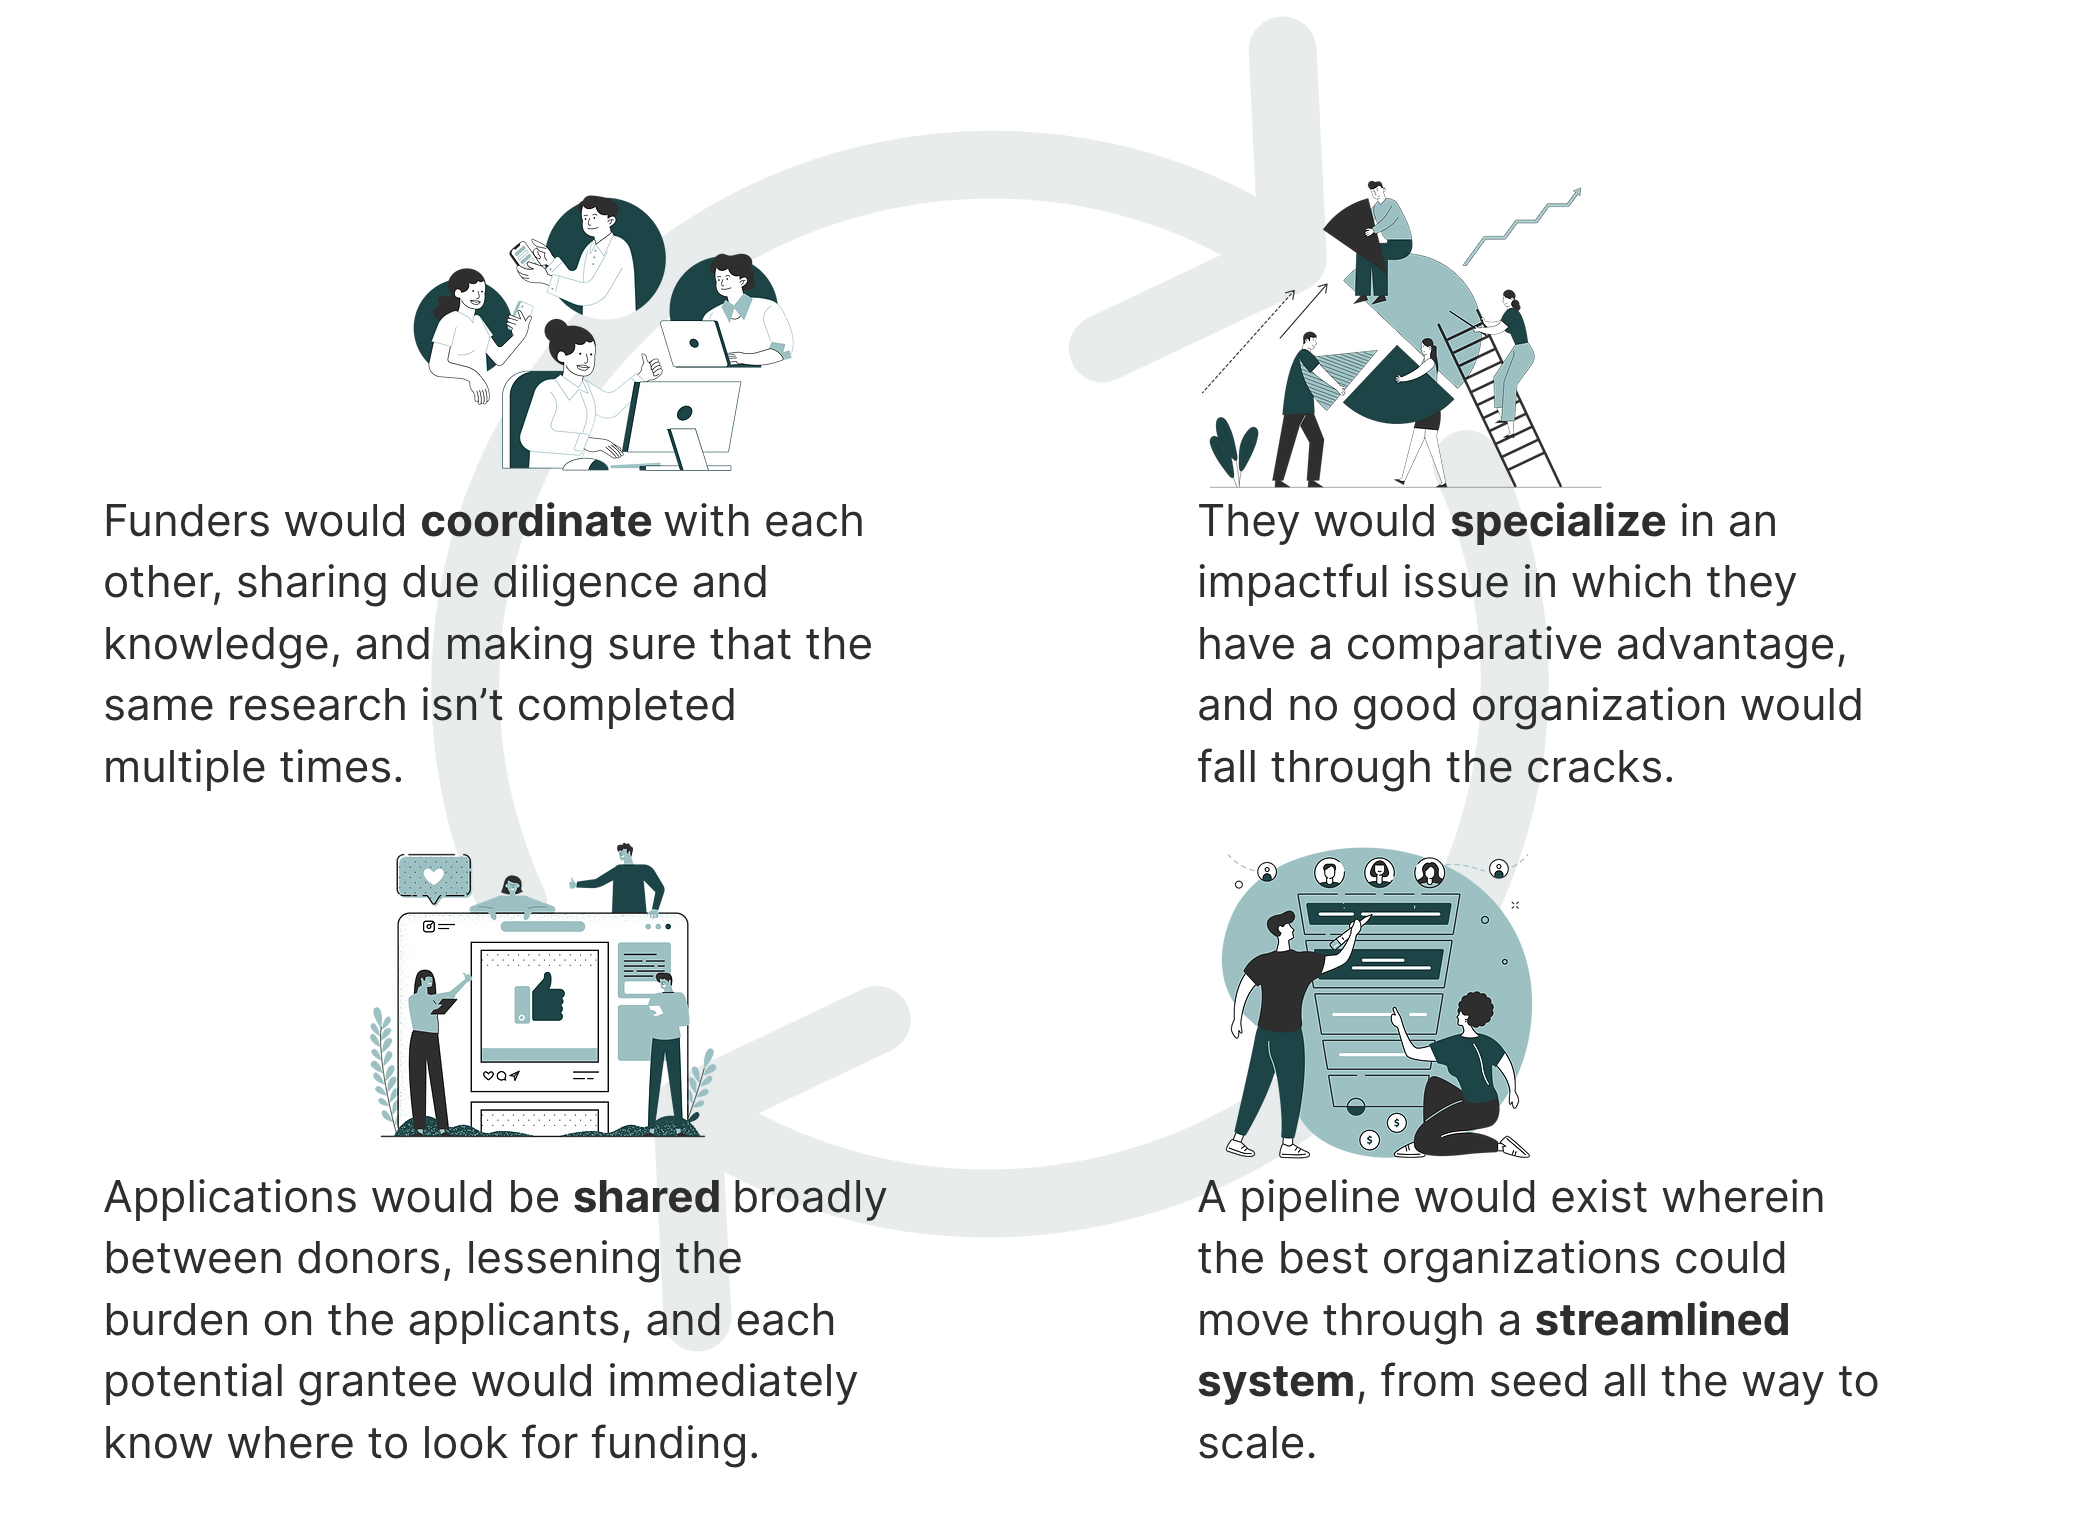 Funders would coordinate with each
other, sharing due diligence and
knowledge, and making sure that the
same research isn’t completed
multiple times.
They would specialize in an
impactful issue in which they
have a comparative advantage,
and no good organization would
fall through the cracks.
Applications would be shared broadly
between donors, lessening the
burden on the applicants, and each
potential grantee would immediately
know where to look for funding.
$
$
A pipeline would exist wherein
the best organizations could
move through a streamlined
system, from seed all the way to
scale.